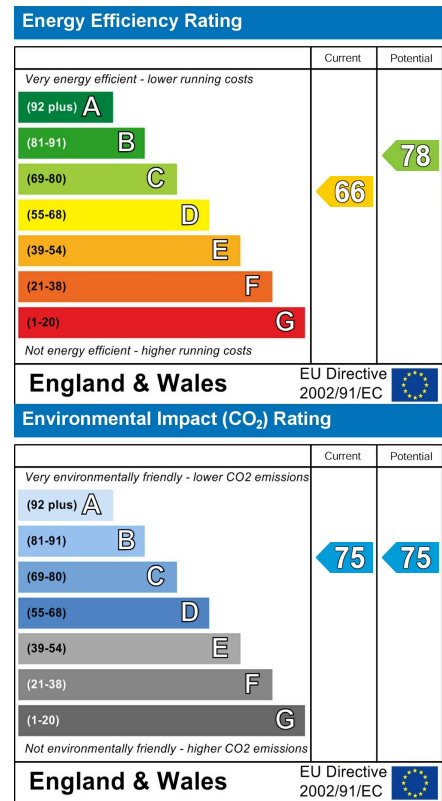 Energy Efficiency Rating
Current Potential
Very energy efficient - lower running costs
(92 plus) A
(81-91) B
(69-80) C
(55-68) D
(39-54) E
(21-38) F
(1-20) G
66
78
Not energy efficient - higher running costs
England & Wales
EU Directive
2002/91/EC
Environmental Impact (CO₂) Rating
Current Potential
Very environmentally friendly - lower CO2 emissions
(92 plus) A
(81-91) B
(69-80) C
(55-68) D
(39-54) E
(21-38) F
(1-20) G
75
75
Not environmentally friendly - higher CO2 emissions
England & Wales
EU Directive
2002/91/EC